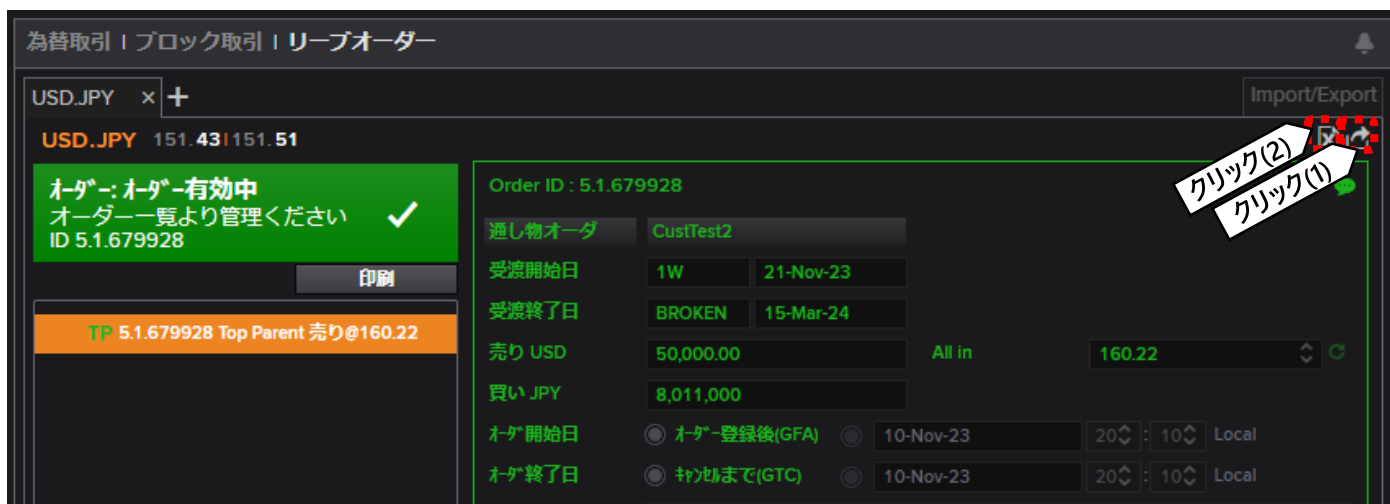 為替取引 | ブロック取引 | リーブオーダー
USD.JPY × +
Import/Export
USD.JPY 151.43|151.51
クリック(2)
クリック(1)
ｵｰﾀﾞｰ: ｵｰﾀﾞｰ有効中
オーダー一覧より管理ください
ID 5.1.679928
印刷
TP 5.1.679928 Top Parent 売り@160.22
Order ID : 5.1.679928
通し物オーダ CustTest2
受渡開始日 1W 21-Nov-23
受渡終了日 BROKEN 15-Mar-24
売り USD 50,000.00 All in 160.22
買い JPY 8,011,000
ｵｰﾀﾞ開始日 ｵｰﾀﾞｰ登録後(GFA) 10-Nov-23 20 : 10 Local
ｵｰﾀﾞ終了日 ｷｬﾝｾﾙまで(GTC) 10-Nov-23 20 : 10 Local